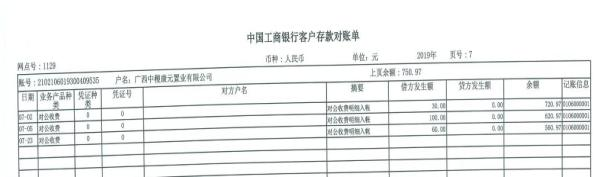 中国工商银行客户存款对账单
网点号：1129 币种：人民币 单位：元 2019年 页号：7
账号：2102106019300409535 户名：广西中稷康元置业有限公司 上页余额：750.97
日期 业务产品种类 凭证种类 凭证号 对方户名 摘要 借方发生额 贷方发生额 余额 记账信息
07-02 对公收费 0 0 对公收费明细入账 30.00 0.00 720.97 0106000001
07-05 对公收费 0 0 对公收费明细入账 100.00 0.00 620.97 0106000001
07-23 对公收费 0 0 对公收费明细入账 60.00 0.00 560.97 0106000001